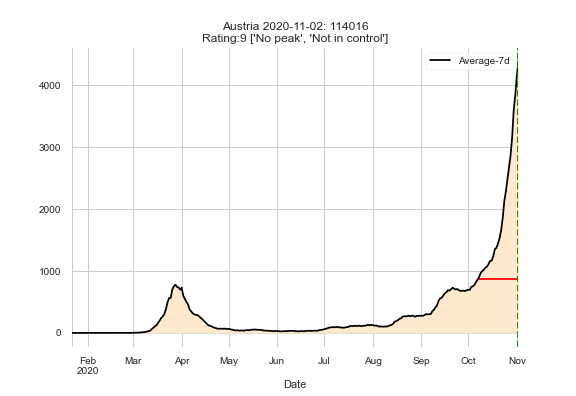 Austria 2020-11-02: 114016
Rating:9 ['No peak', 'Not in control']
Average-7d
4000
3000
2000
1000
0
Feb Mar Apr May Jun Jul Aug Sep Oct Nov
2020
Date